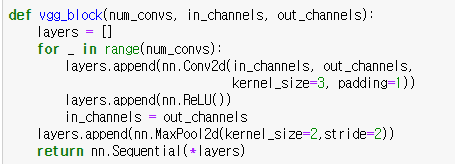 def vgg_block(num_convs, in_channels, out_channels):
    layers = []
    for _ in range(num_convs):
        layers.append(nn.Conv2d(in_channels, out_channels,
                                kernel_size=3, padding=1))
        layers.append(nn.ReLU())
        in_channels = out_channels
    layers.append(nn.MaxPool2d(kernel_size=2,stride=2))
    return nn.Sequential(*layers)